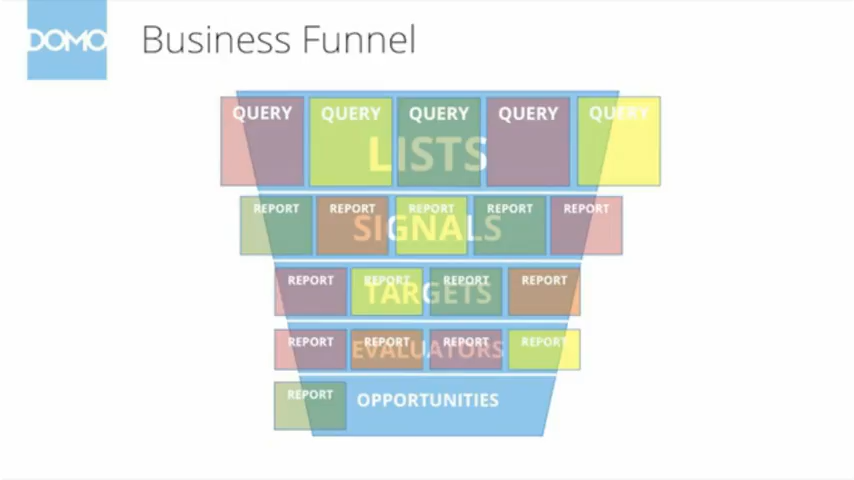 DOMO
Business Funnel
QUERY QUERY QUERY QUERY QUERY
LISTS
REPORT REPORT REPORT REPORT REPORT
SIGNALS
REPORT REPORT REPORT REPORT
TARGETS
REPORT REPORT REPORT REPORT
EVALUATORS
REPORT
OPPORTUNITIES